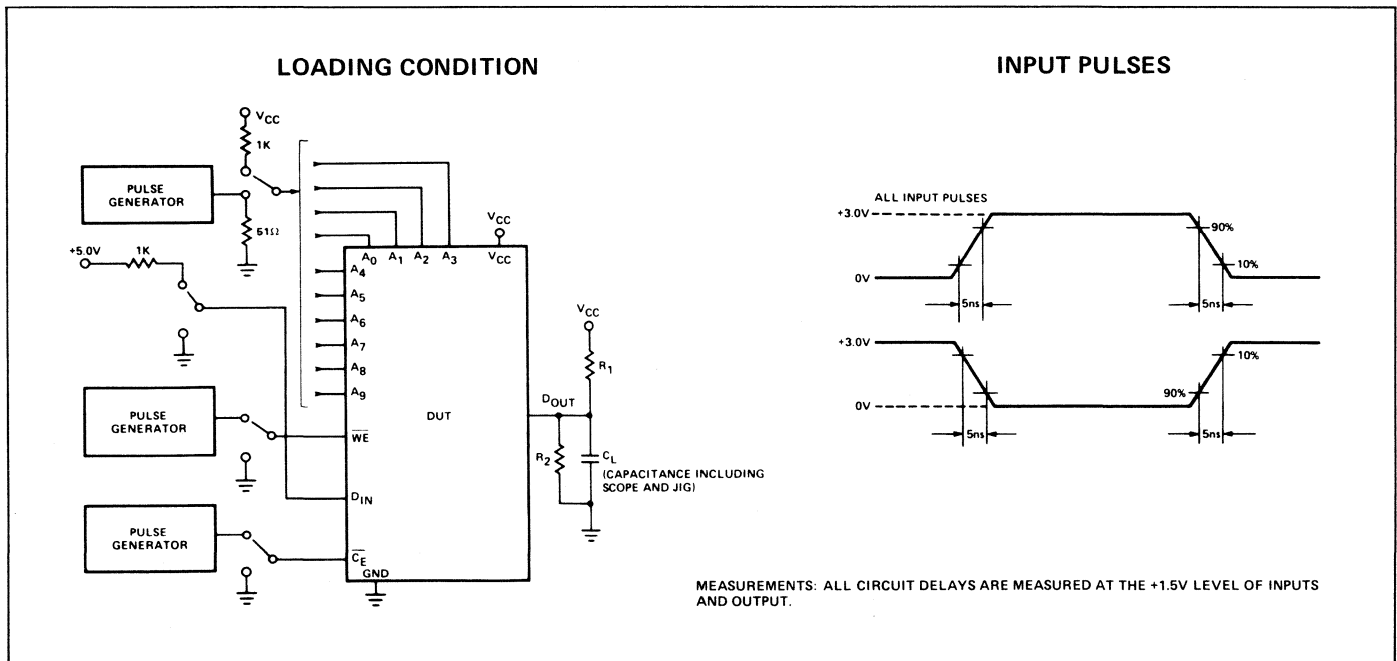 LOADING CONDITION
INPUT PULSES
VCC
1K
PULSE
GENERATOR
51Ω
+5.0V
1K
VCC
A0 A1 A2 A3 VCC
A4
A5
A6
A7
A8
A9
DUT
VCC
R1
DOUT
R2
CL
(CAPACITANCE INCLUDING
SCOPE AND JIG)
PULSE
GENERATOR
WE
DIN
PULSE
GENERATOR
CE
GND
ALL INPUT PULSES
+3.0V
90%
10%
0V
5ns
5ns
+3.0V
10%
90%
0V
5ns
5ns
MEASUREMENTS: ALL CIRCUIT DELAYS ARE MEASURED AT THE +1.5V LEVEL OF INPUTS
AND OUTPUT.